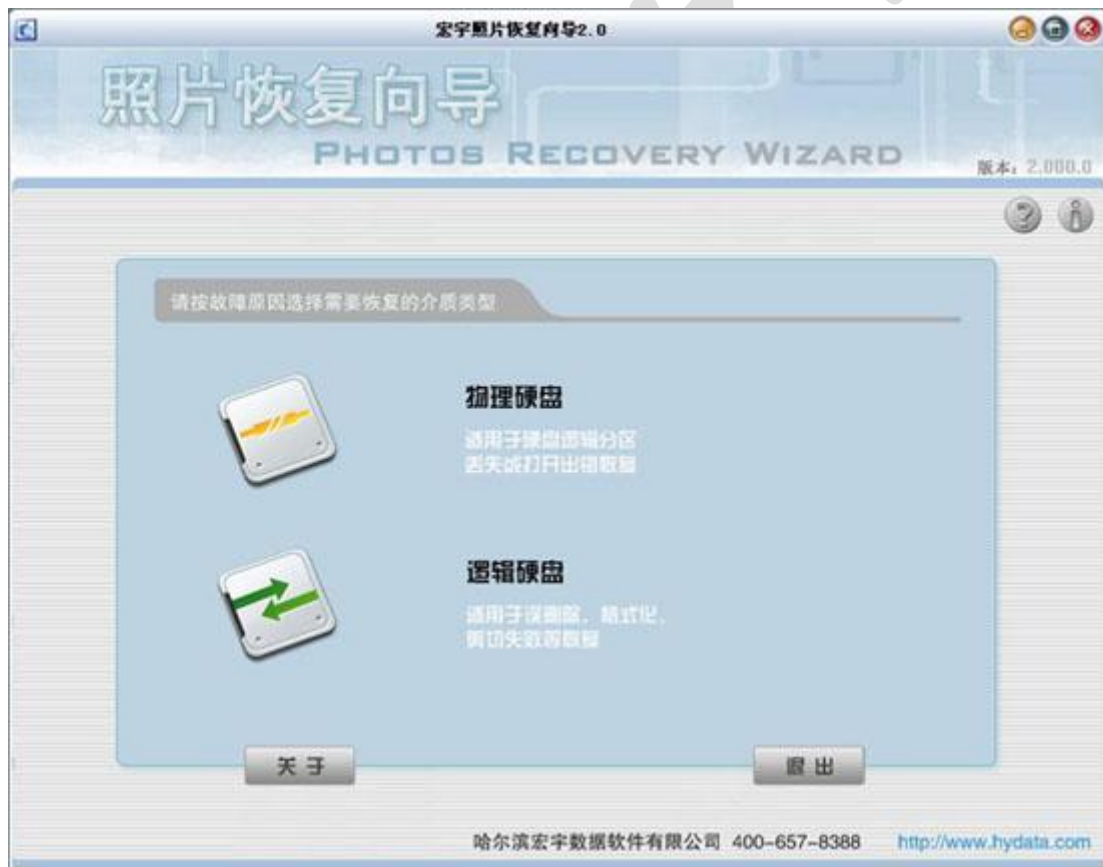 宏宇照片恢复向导2.0
照片恢复向导
PHOTOS RECOVERY WIZARD
版本：2.000.0
请按故障原因选择需要恢复的介质类型
物理硬盘
适用于硬盘逻辑分区
丢失或打开出错恢复
逻辑硬盘
适用于误删除，格式化，
剪切失败等恢复
关于
退出
哈尔滨宏宇数据软件有限公司 400-657-8388 http://www.hydata.com